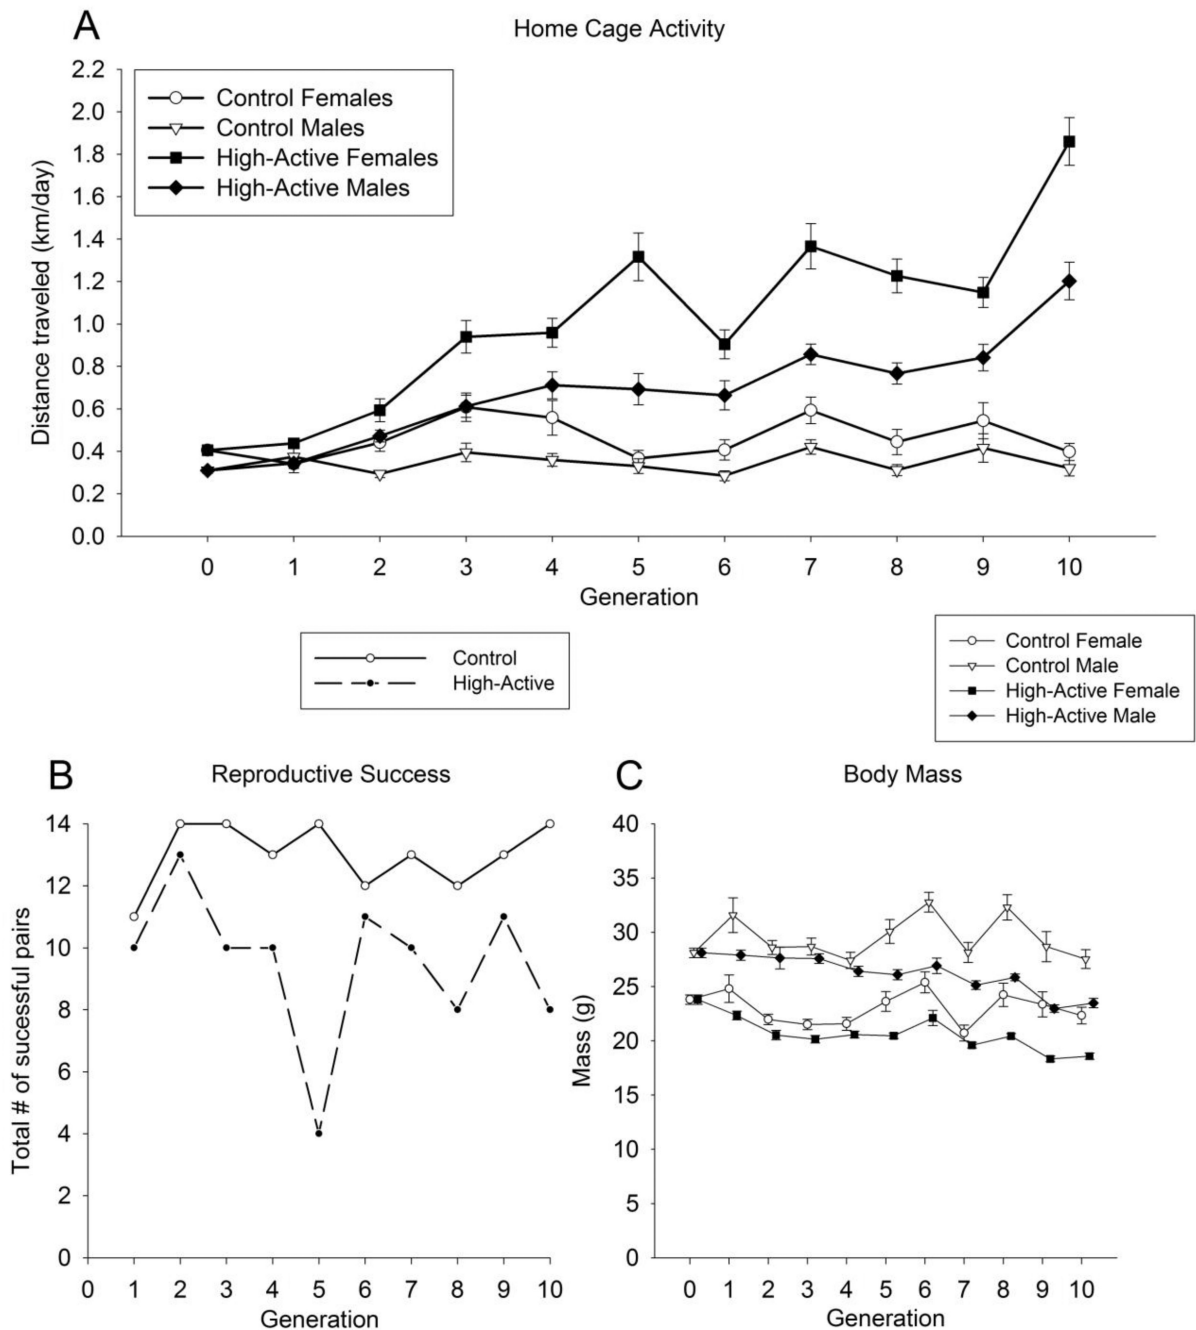 A
Home Cage Activity
2.2
2.0
1.8
1.6
1.4
1.2
1.0
0.8
0.6
0.4
0.2
0.0
Distance traveled (km/day)
Control Females
Control Males
High-Active Females
High-Active Males
0 1 2 3 4 5 6 7 8 9 10
Generation
Control
High-Active
Control Female
Control Male
High-Active Female
High-Active Male
B
Reproductive Success
14
12
10
8
6
4
2
0
Total # of sucessful pairs
0 1 2 3 4 5 6 7 8 9 10
Generation
C
Body Mass
40
35
30
25
20
15
10
5
0
Mass (g)
0 1 2 3 4 5 6 7 8 9 10
Generation